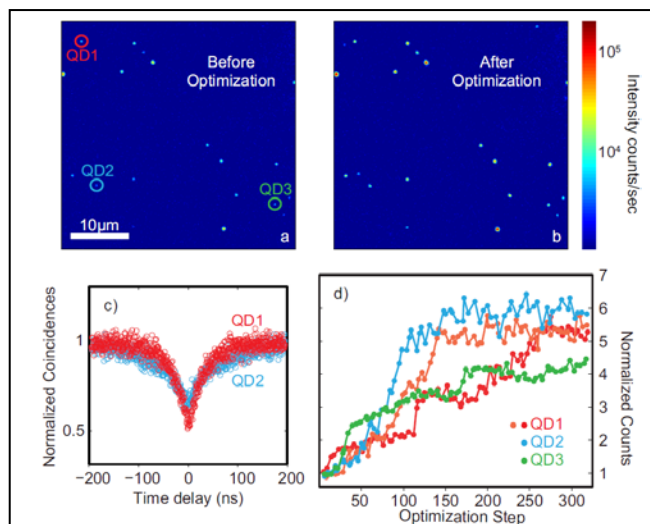 QD1
Before
Optimization
QD2
QD3
10μm
a
After
Optimization
b
10⁵
10⁴
Intensity counts/sec
c)
QD1
QD2
1
0.5
Normalized Coincidences
−200 −100 0 100 200
Time delay (ns)
d)
7
6
5
4
3
2
1
Normalized Counts
QD1
QD2
QD3
50 100 150 200 250 300
Optimization Step